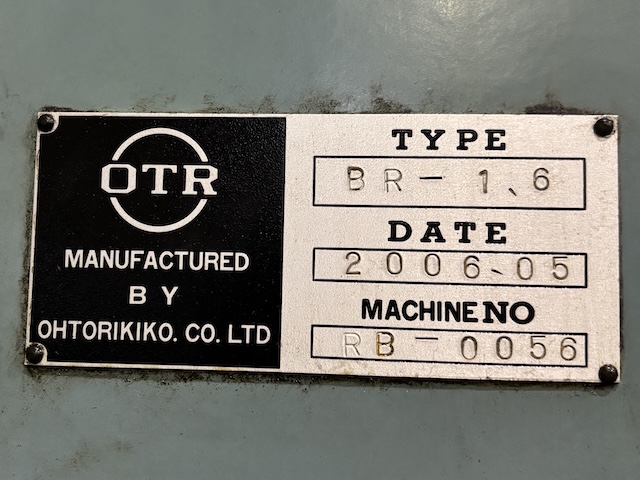 OTR
MANUFACTURED
BY
OHTORIKIKO. CO. LTD
TYPE
BR-1.6
DATE
2006.05
MACHINE NO
RB-0056